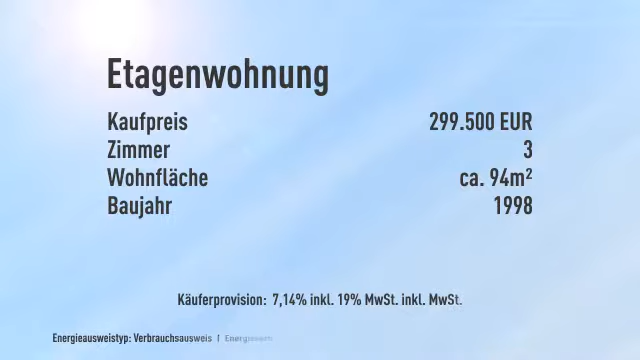 Etagenwohnung
Kaufpreis 299.500 EUR
Zimmer 3
Wohnfläche ca. 94m²
Baujahr 1998
Käuferprovision: 7,14% inkl. 19% MwSt. inkl. MwSt.
Energieausweistyp: Verbrauchsausweis |